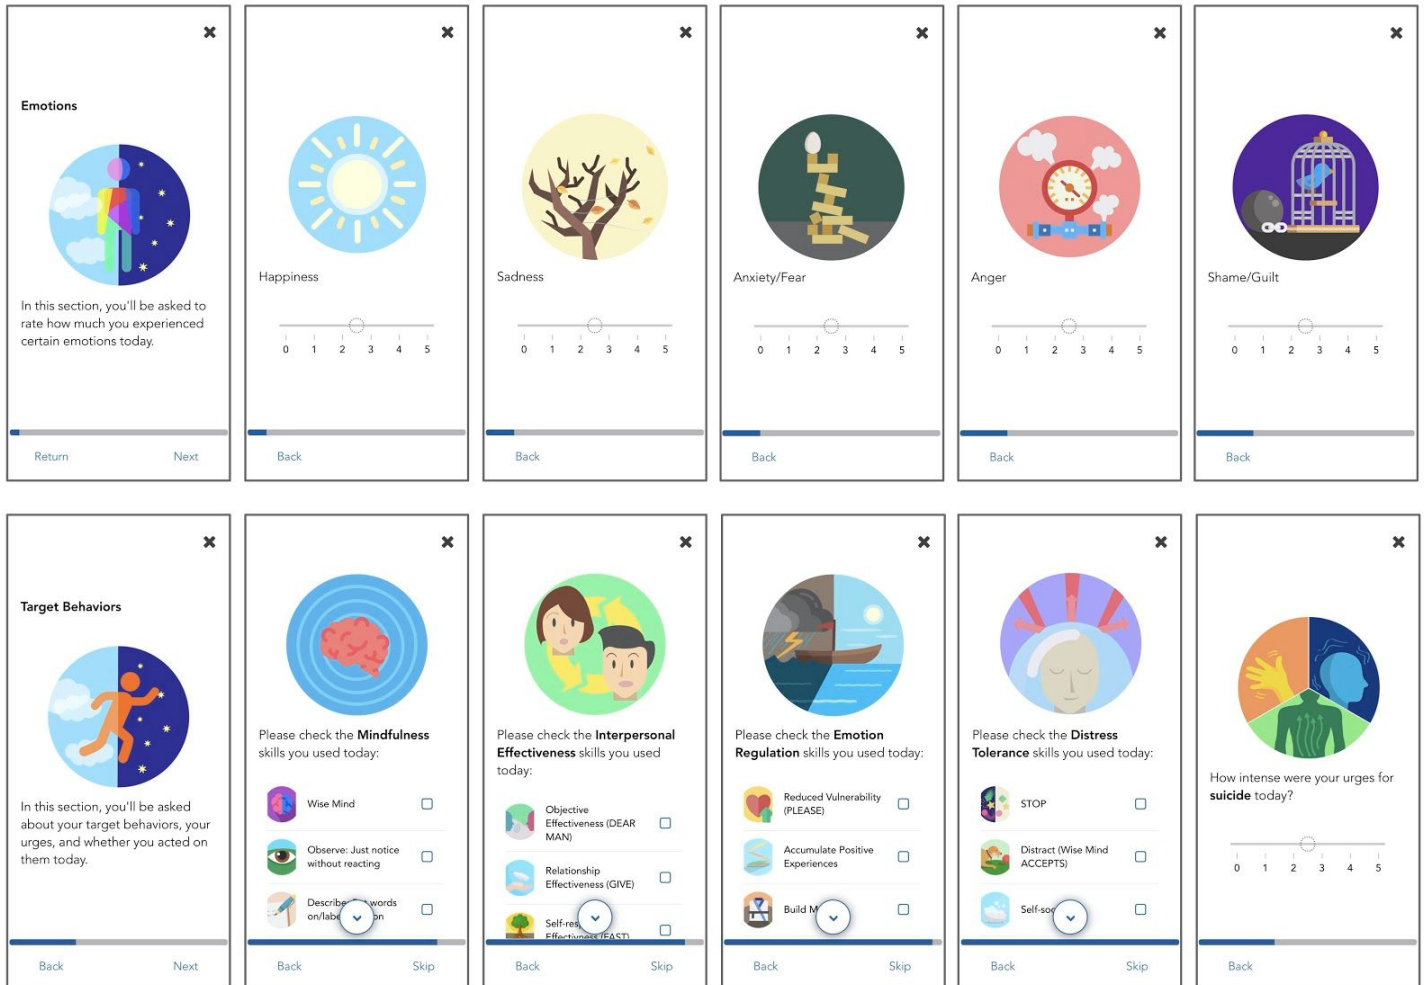 Emotions
In this section, you'll be asked to
rate how much you experienced
certain emotions today.
Return Next
Happiness
0 1 2 3 4 5
Back
Sadness
0 1 2 3 4 5
Back
Anxiety/Fear
0 1 2 3 4 5
Back
Anger
0 1 2 3 4 5
Back
Shame/Guilt
0 1 2 3 4 5
Back
Target Behaviors
In this section, you'll be asked
about your target behaviors, your
urges, and whether you acted on
them today.
Back Next
Please check the Mindfulness
skills you used today:
Wise Mind
Observe: Just notice
without reacting
words
Back Skip
Please check the Interpersonal
Effectiveness skills you used
today:
Objective
Effectiveness (DEAR
MAN)
Relationship
Effectiveness (GIVE)
Effectiveness (FAST)
Back Skip
Please check the Emotion
Regulation skills you used today:
Reduced Vulnerability
(PLEASE)
Accumulate Positive
Experiences
Build
Back Skip
Please check the Distress
Tolerance skills you used today:
STOP
Distract (Wise Mind
ACCEPTS)
Back Skip
How intense were your urges for
suicide today?
0 1 2 3 4 5
Back